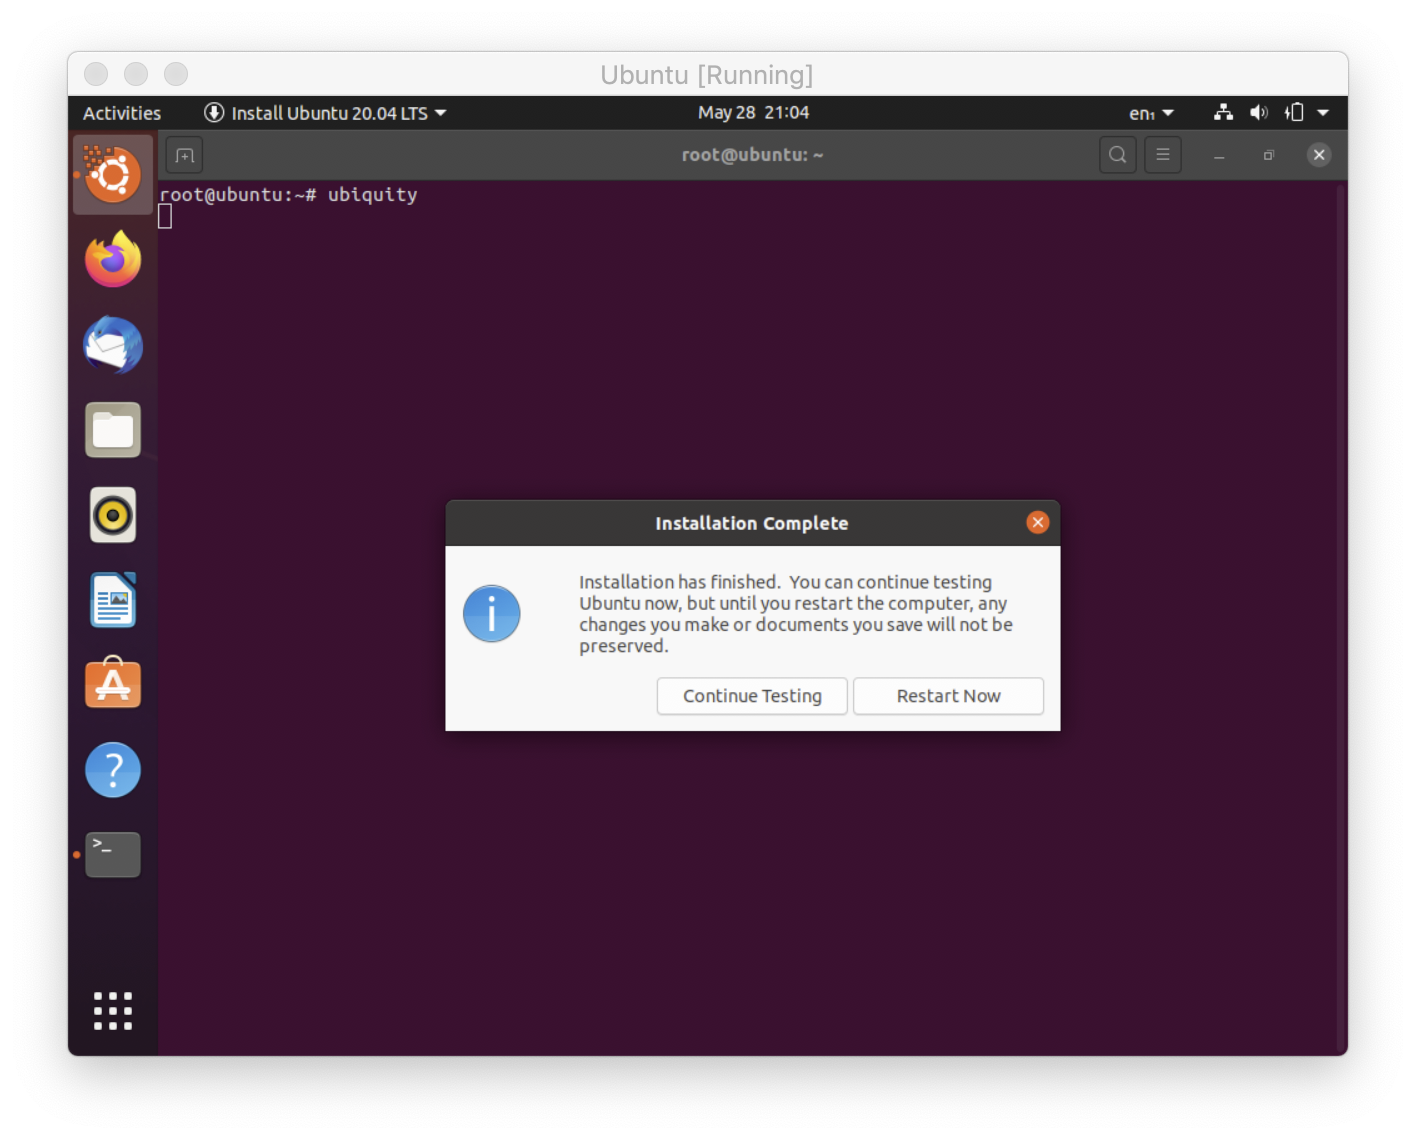 Ubuntu [Running]
Activities
Install Ubuntu 20.04 LTS
May 28 21:04
en₁
root@ubuntu: ~
root@ubuntu:~# ubiquity
Installation Complete
Installation has finished. You can continue testing
Ubuntu now, but until you restart the computer, any
changes you make or documents you save will not be
preserved.
Continue Testing
Restart Now